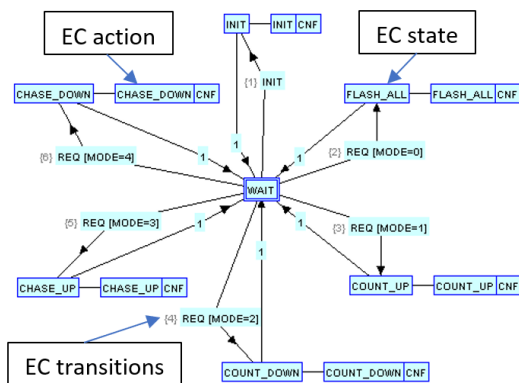 EC action
INIT INIT CNF
EC state
{1} INIT
CHASE_DOWN CHASE_DOWN CNF
FLASH_ALL FLASH_ALL CNF
1
{6} REQ [MODE=4]
1
1
{2} REQ [MODE=0]
WAIT
{5} REQ [MODE=3]
1
{3} REQ [MODE=1]
1
1
CHASE_UP CHASE_UP CNF
COUNT_UP COUNT_UP CNF
{4} REQ [MODE=2]
EC transitions
COUNT_DOWN COUNT_DOWN CNF